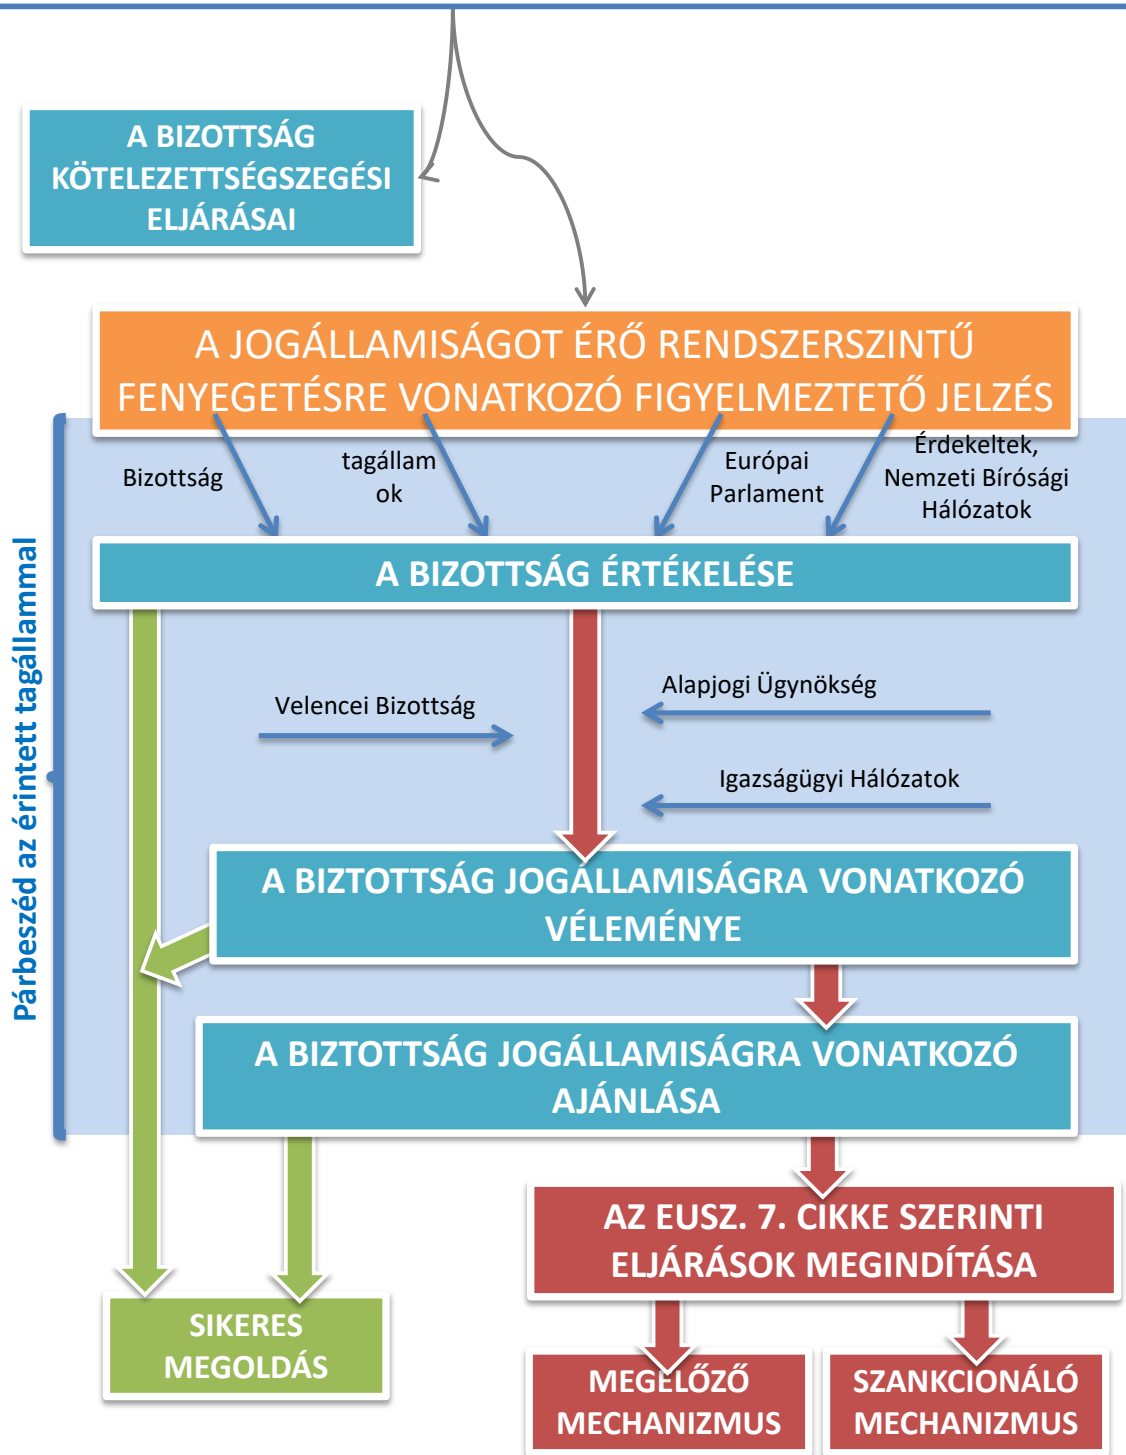 A BIZOTTSÁG
KÖTELEZETTSÉGSZEGÉSI
ELJÁRÁSAI
A JOGÁLLAMISÁGOT ÉRŐ RENDSZERSZINTŰ
FENYEGETÉSRE VONATKOZÓ FIGYELMEZTETŐ JELZÉS
Bizottság
tagállam
ok
Európai
Parlament
Érdekeltek,
Nemzeti Bírósági
Hálózatok
A BIZOTTSÁG ÉRTÉKELÉSE
Párbeszéd az érintett tagállammal
Velencei Bizottság
Alapjogi Ügynökség
Igazságügyi Hálózatok
A BIZTOTTSÁG JOGÁLLAMISÁGRA VONATKOZÓ
VÉLEMÉNYE
A BIZTOTTSÁG JOGÁLLAMISÁGRA VONATKOZÓ
AJÁNLÁSA
AZ EUSZ. 7. CIKKE SZERINTI
ELJÁRÁSOK MEGINDÍTÁSA
SIKERES
MEGOLDÁS
MEGELŐZŐ
MECHANIZMUS
SZANKCIONÁLÓ
MECHANIZMUS